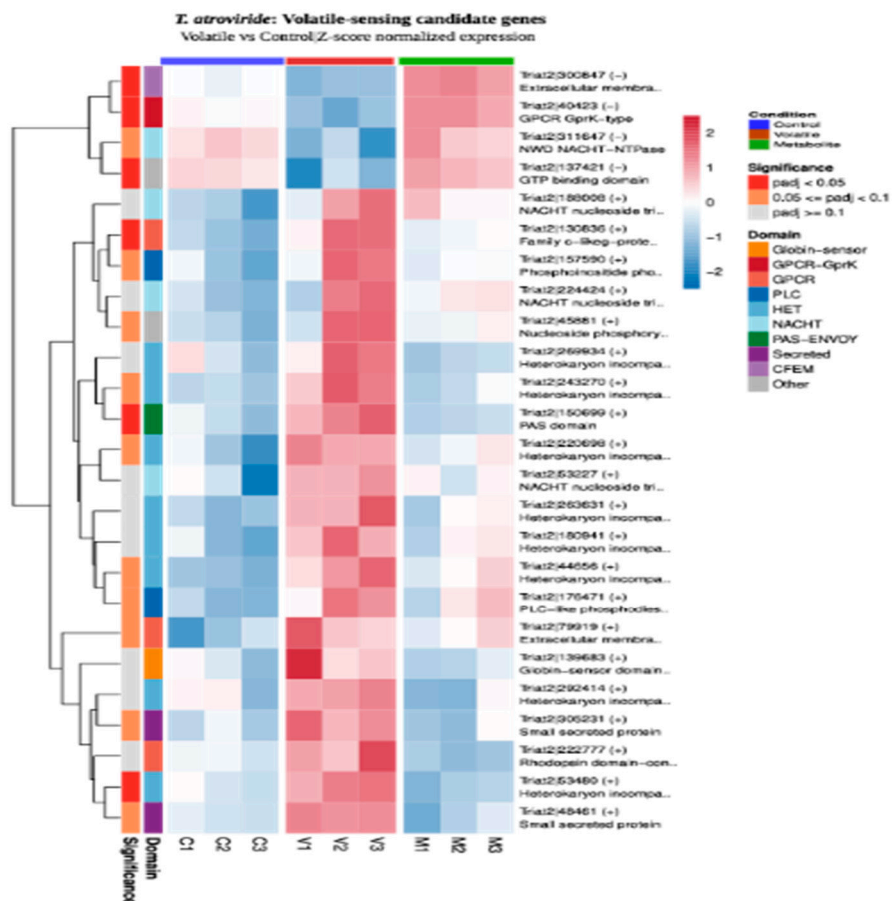 T. atroviride: Volatile-sensing candidate genes
Volatile vs Control|Z-score normalized expression
Triat2|300847 (−)
Extracellular membra..
Triat2|40423 (−)
GPCR GprK-type
Triat2|311647 (−)
NWD NACHT-NTPase
Triat2|137421 (−)
GTP binding domain
Triat2|188008 (+)
NACHT nucleoside tri..
Triat2|130836 (+)
Family c-likeg-prote..
Triat2|157590 (+)
Phosphoinositide pho..
Triat2|224424 (+)
NACHT nucleoside tri..
Triat2|45881 (+)
Nucleoside phosphory..
Triat2|269934 (+)
Heterokaryon incompa..
Triat2|243270 (+)
Heterokaryon incompa..
Triat2|150699 (+)
PAS domain
Triat2|220698 (+)
Heterokaryon incompa..
Triat2|53227 (+)
NACHT nucleoside tri..
Triat2|263631 (+)
Heterokaryon incompa..
Triat2|180941 (+)
Heterokaryon incompa..
Triat2|44656 (+)
Heterokaryon incompa..
Triat2|176471 (+)
PLC-like phosphodies..
Triat2|79919 (+)
Extracellular membra..
Triat2|139683 (+)
Globin-sensor domain..
Triat2|292414 (+)
Heterokaryon incompa..
Triat2|305231 (+)
Small secreted protein
Triat2|222777 (+)
Rhodopsin domain-con..
Triat2|53480 (+)
Heterokaryon incompa..
Triat2|48461 (+)
Small secreted protein
2
1
0
−1
−2
Condition
Control
Volatile
Metabolite
Significance
padj < 0.05
0.05 <= padj < 0.1
padj >= 0.1
Domain
Globin-sensor
GPCR-GprK
GPCR
PLC
HET
NACHT
PAS-ENVOY
Secreted
CFEM
Other
Significance
Domain
C1
C2
C3
V1
V2
V3
M1
M2
M3